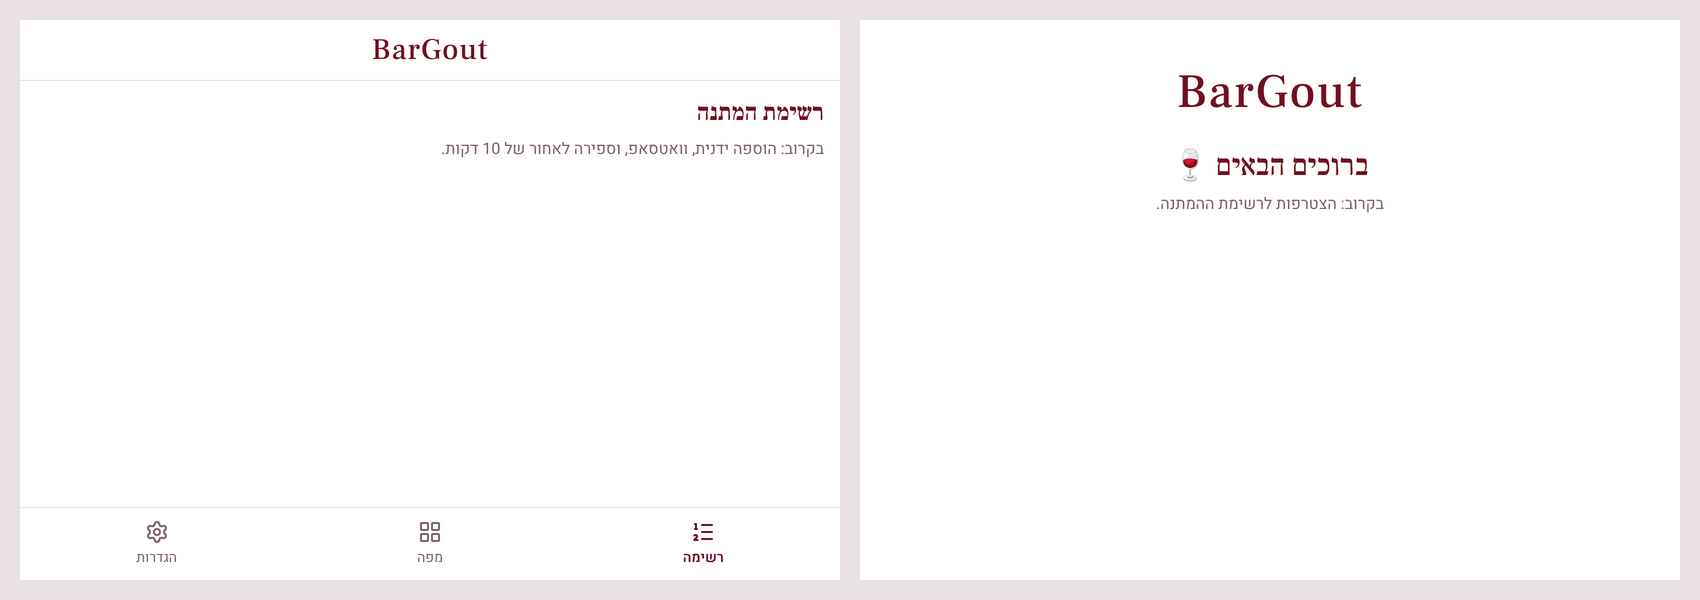 BarGout
רשימת המתנה
בקרוב: הוספה ידנית, וואטסאפ, וספירה לאחור של 10 דקות.
רשימה
מפה
הגדרות
BarGout
ברוכים הבאים 🍷
בקרוב: הצטרפות לרשימת ההמתנה.